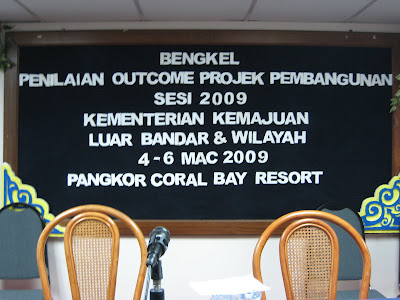 BENGKEL
PENILAIAN OUTCOME PROJEK PEMBANGUNAN
SESI 2009
KEMENTERIAN KEMAJUAN
LUAR BANDAR & WILAYAH
4-6 MAC 2009
PANGKOR CORAL BAY RESORT